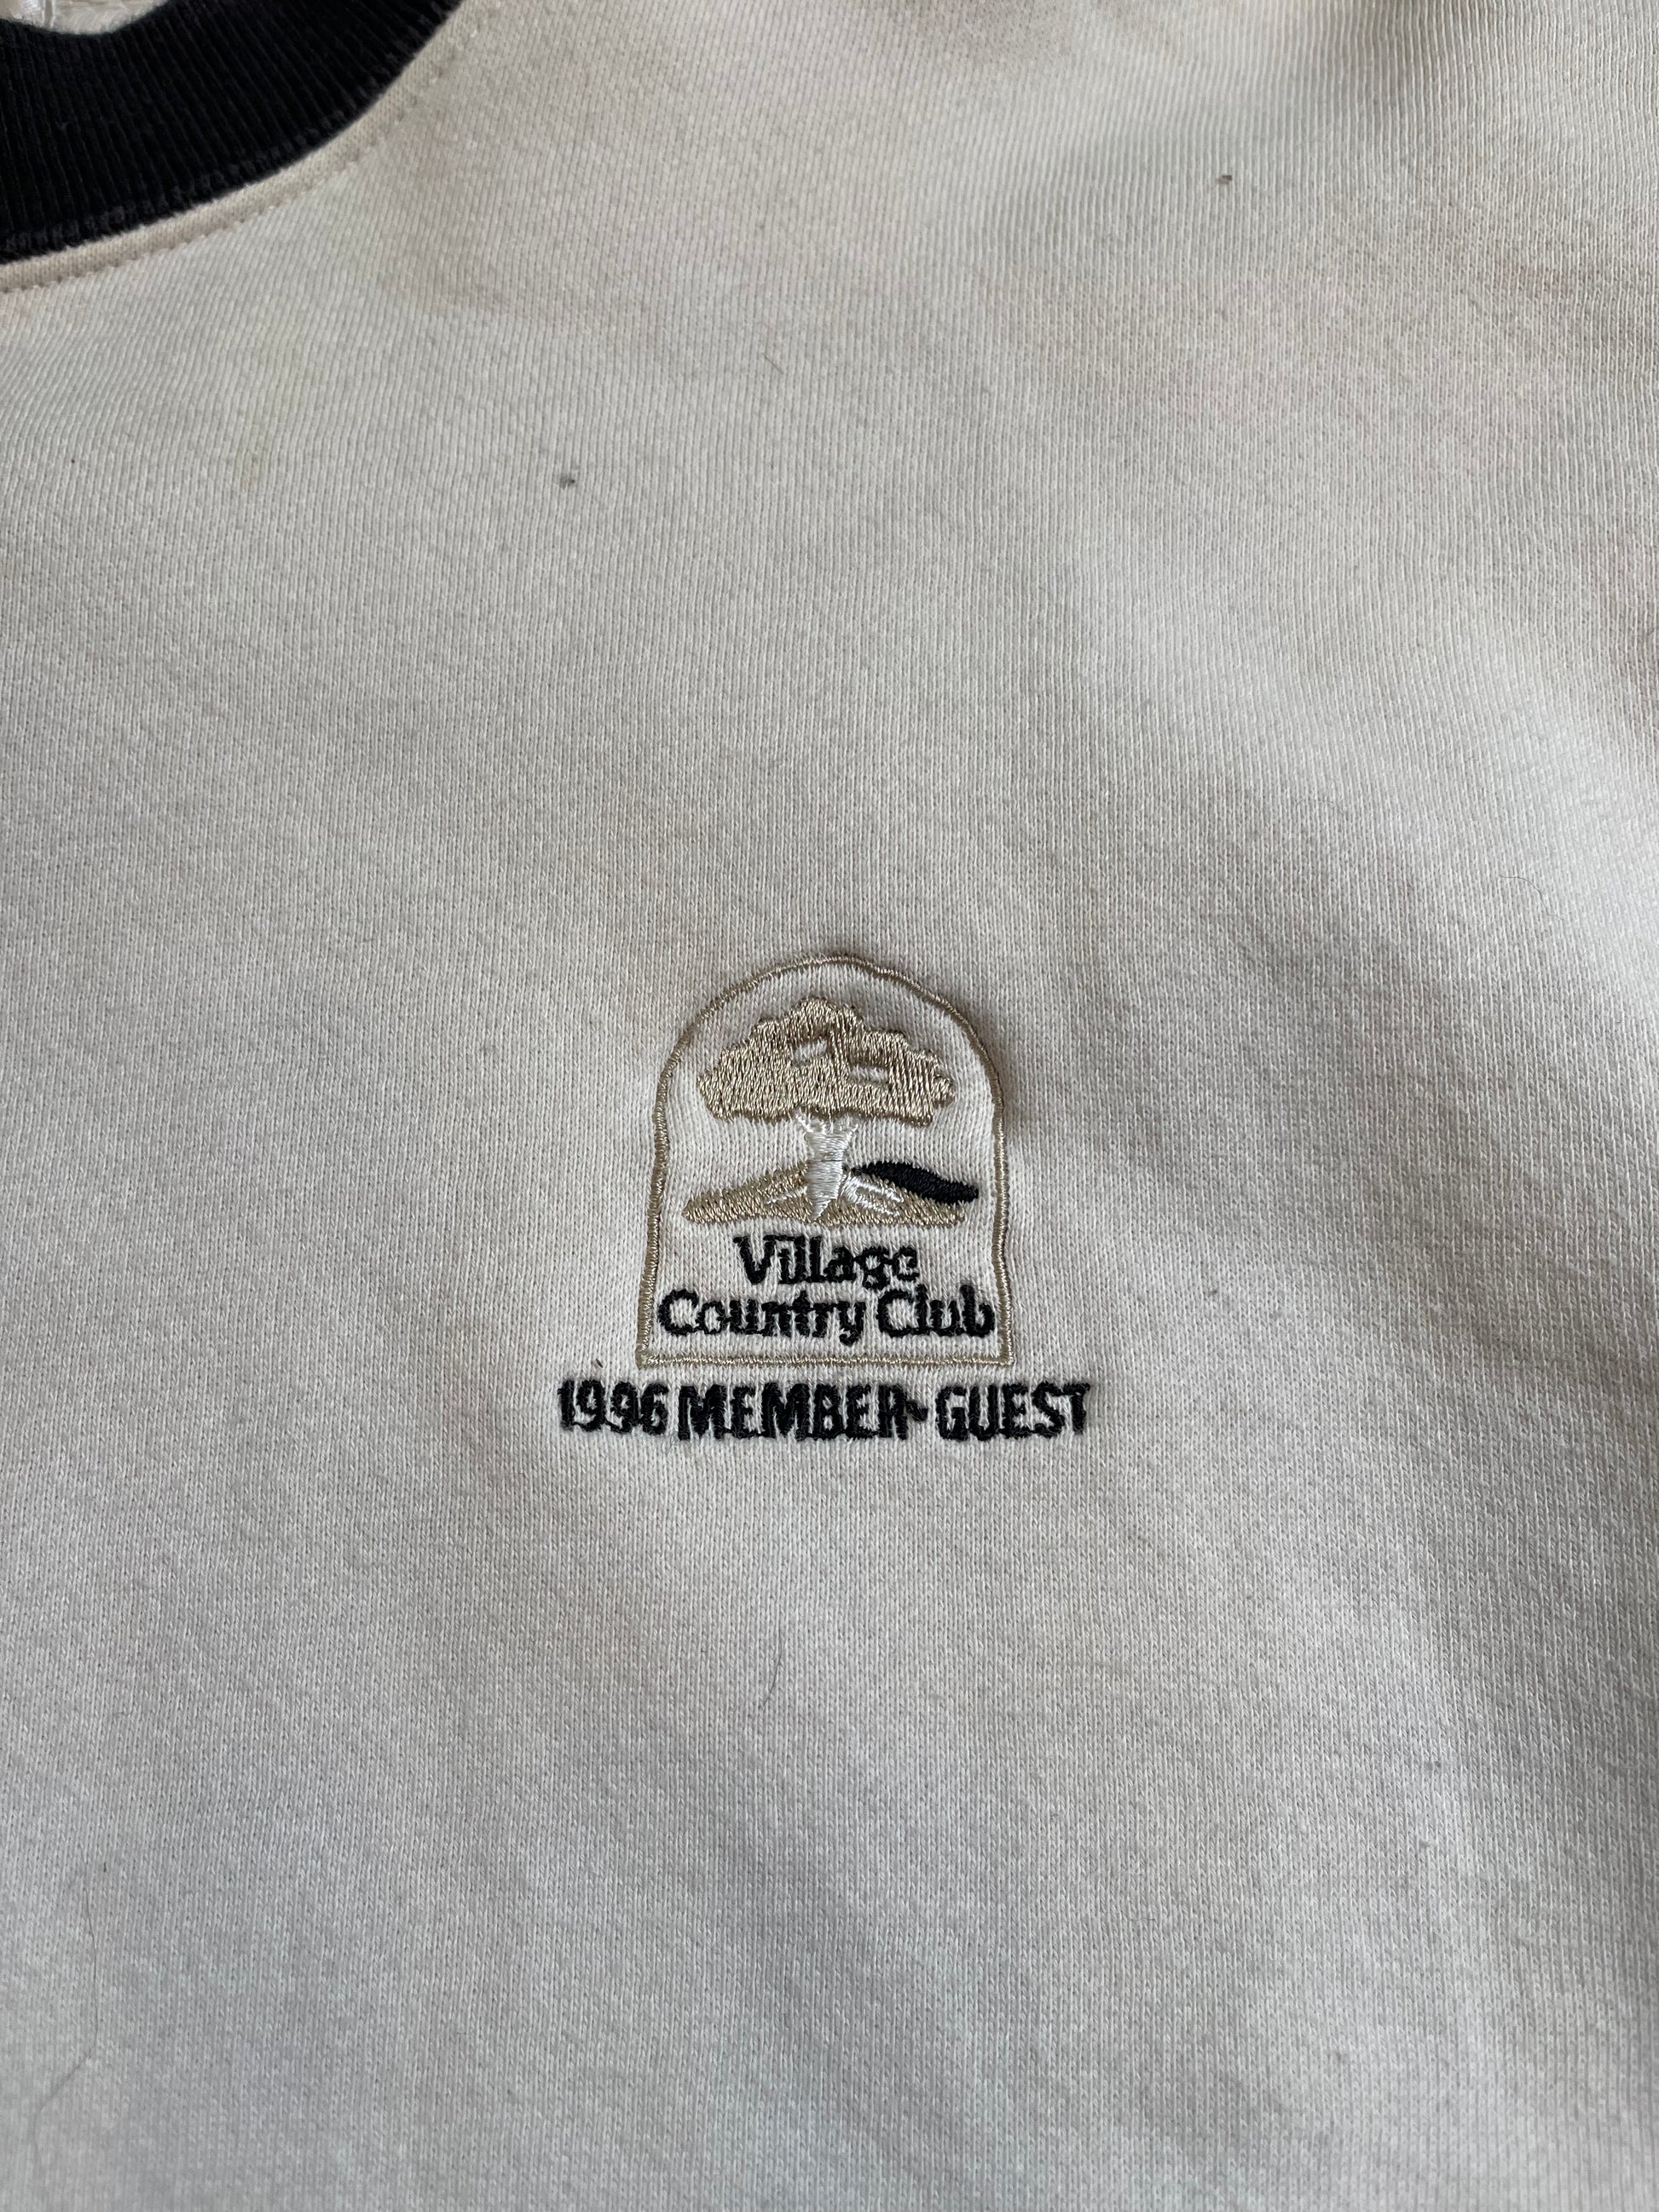 Village
Country Club
1996 MEMBER-GUEST